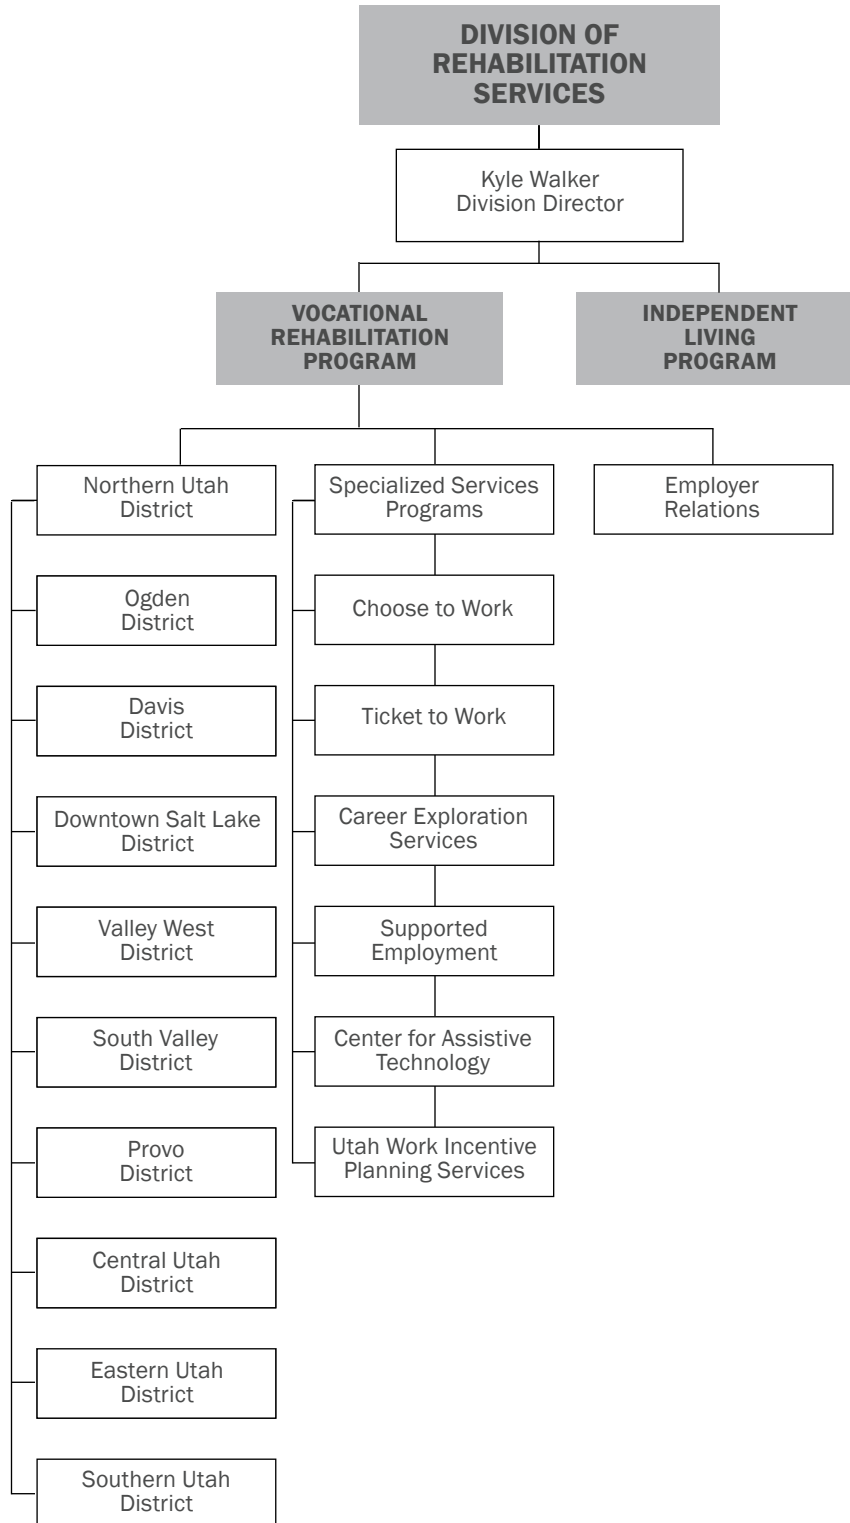 DIVISION OF
REHABILITATION
SERVICES
Kyle Walker
Division Director
VOCATIONAL
REHABILITATION
PROGRAM
INDEPENDENT
LIVING
PROGRAM
Northern Utah
District
Ogden
District
Davis
District
Downtown Salt Lake
District
Valley West
District
South Valley
District
Provo
District
Central Utah
District
Eastern Utah
District
Southern Utah
District
Specialized Services
Programs
Choose to Work
Ticket to Work
Career Exploration
Services
Supported
Employment
Center for Assistive
Technology
Utah Work Incentive
Planning Services
Employer
Relations